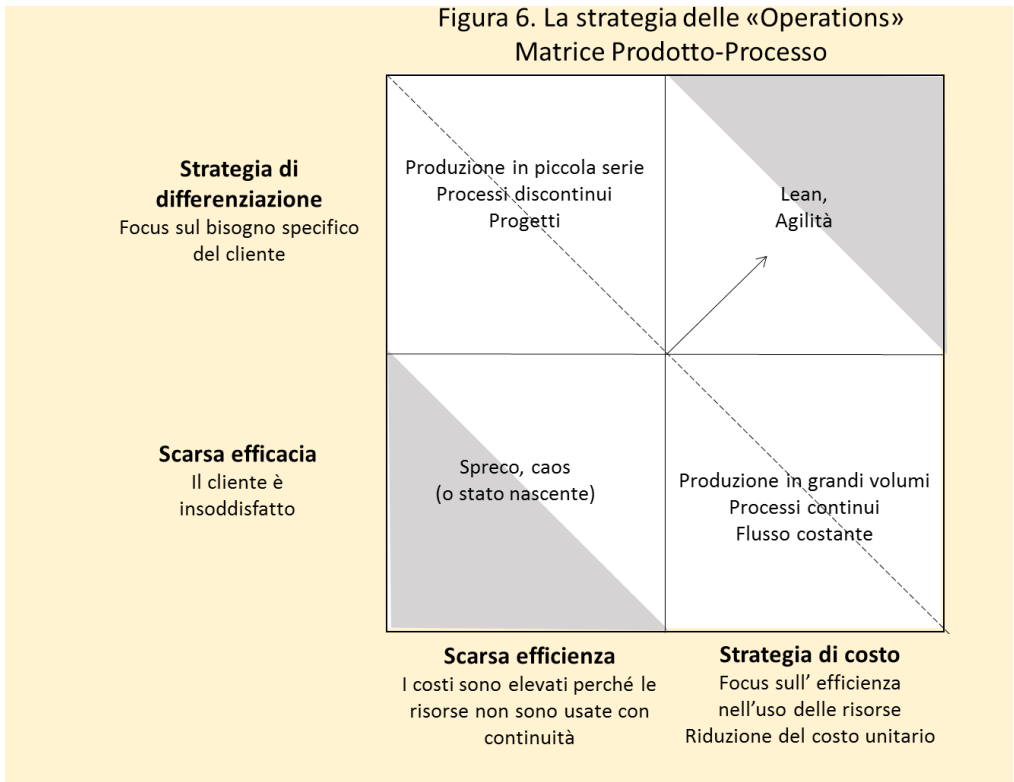 Figura 6. La strategia delle «Operations»
Matrice Prodotto-Processo
Strategia di
differenziazione
Focus sul bisogno specifico
del cliente
Produzione in piccola serie
Processi discontinui
Progetti
Lean,
Agilità
Scarsa efficacia
Il cliente è
insoddisfatto
Spreco, caos
(o stato nascente)
Produzione in grandi volumi
Processi continui
Flusso costante
Scarsa efficienza
I costi sono elevati perché le
risorse non sono usate con
continuità
Strategia di costo
Focus sull’ efficienza
nell’uso delle risorse
Riduzione del costo unitario